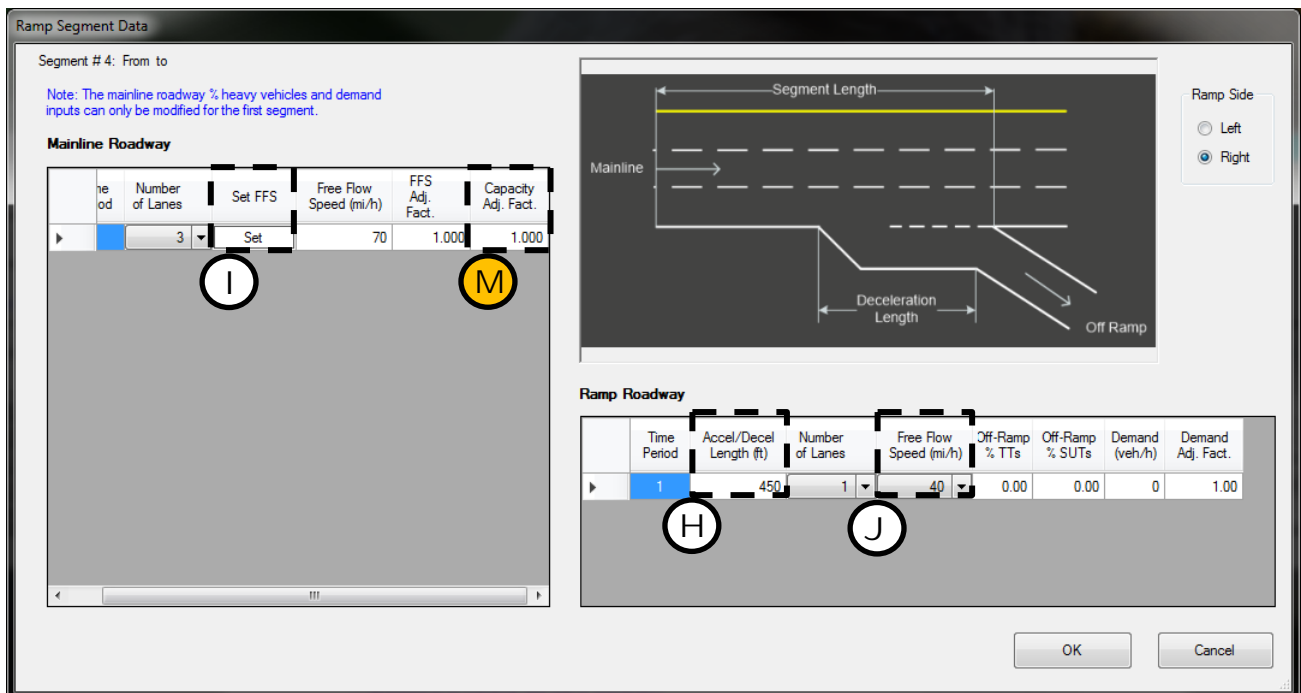 Ramp Segment Data
Segment # 4: From to
Note: The mainline roadway % heavy vehicles and demand
inputs can only be modified for the first segment.
Mainline Roadway
ne
od
Number
of Lanes
Set FFS
Free Flow
Speed (mi/h)
FFS
Adj.
Fact.
Capacity
Adj. Fact.
3
Set
70
1.000
1.000
I
M
Segment Length
Mainline
Deceleration
Length
Off Ramp
Ramp Side
Left
Right
Ramp Roadway
Time
Period
Accel/Decel
Length (ft)
Number
of Lanes
Free Flow
Speed (mi/h)
Off-Ramp
% TTs
Off-Ramp
% SUTs
Demand
(veh/h)
Demand
Adj. Fact.
1
450
1
40
0.00
0.00
0
1.00
H
J
OK
Cancel